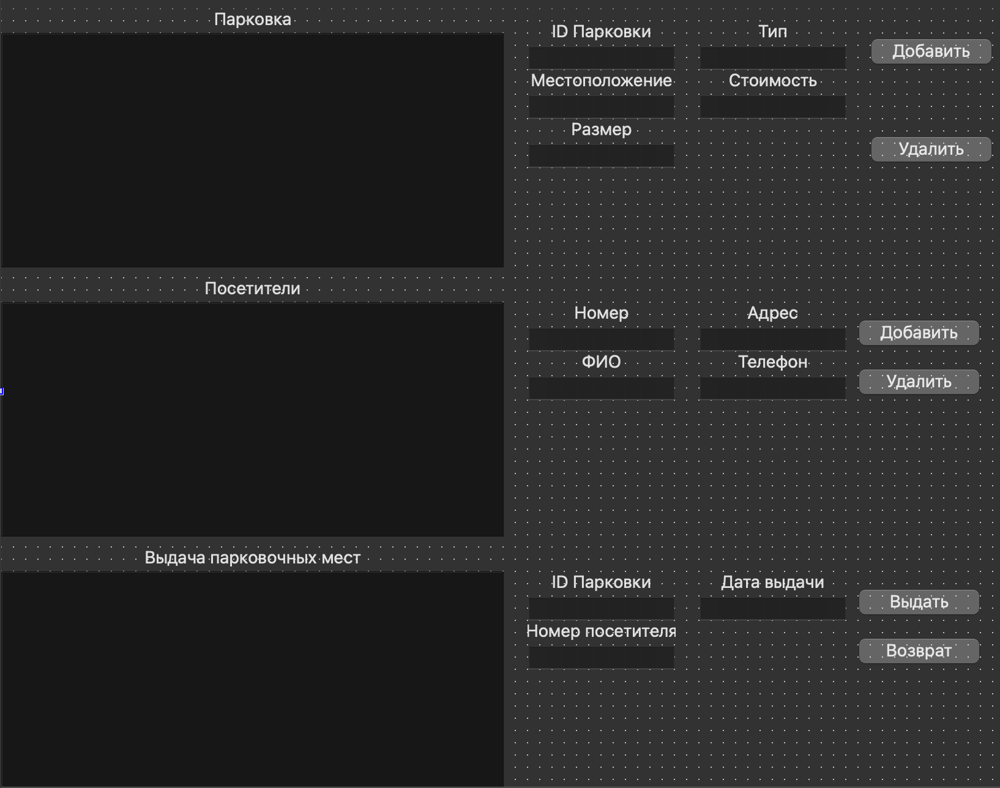 Парковка
ID Парковки
Тип
Добавить
Местоположение
Стоимость
Размер
Удалить
Посетители
Номер
Адрес
Добавить
ФИО
Телефон
Удалить
Выдача парковочных мест
ID Парковки
Дата выдачи
Выдать
Номер посетителя
Возврат